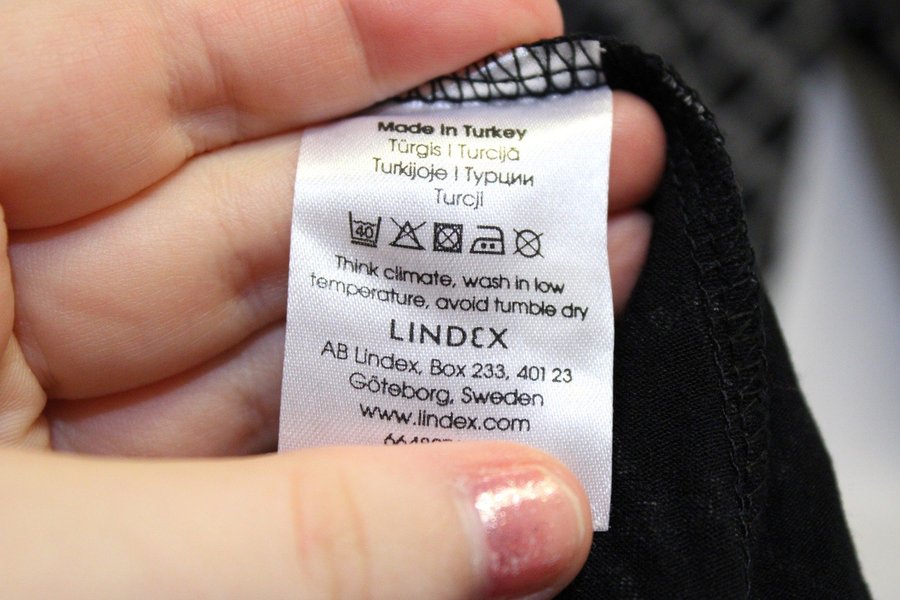 Made in Turkey
Türgis | Turcijā
Turkijoje | Турции
Turcji
40
Think climate, wash in low
temperature, avoid tumble dry
LINDEX
AB Lindex, Box 233, 401 23
Göteborg, Sweden
www.lindex.com